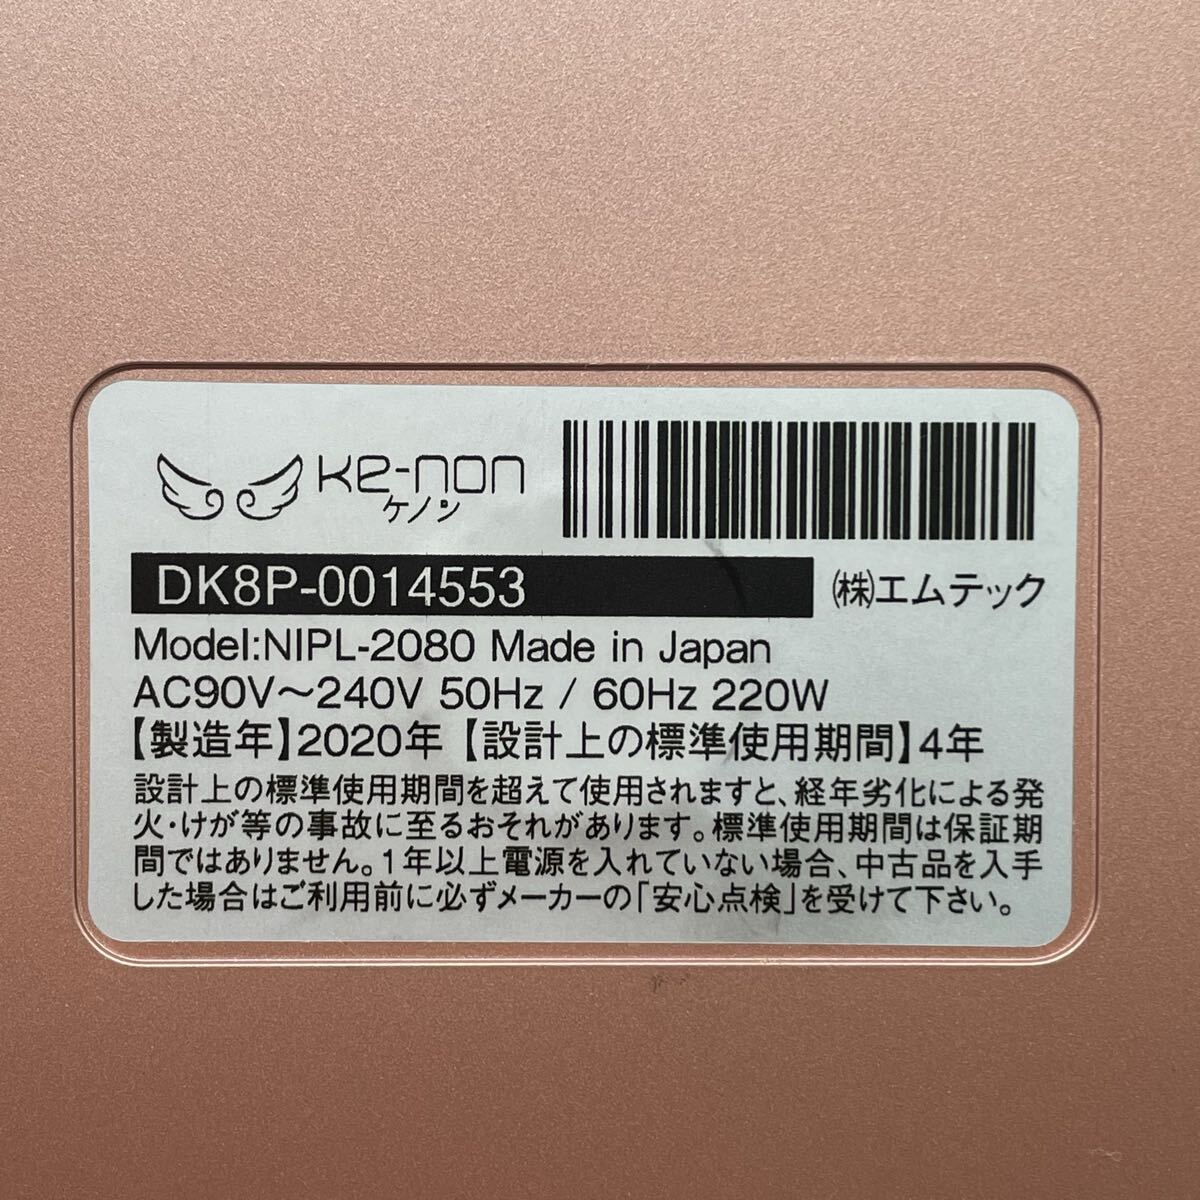 Ke-non
ケノン
DK8P-0014553
(株)エムテック
Model:NIPL-2080 Made in Japan
AC90V～240V 50Hz / 60Hz 220W
【製造年】2020年【設計上の標準使用期間】4年
設計上の標準使用期間を超えて使用されますと、経年劣化による発
火・けが等の事故に至るおそれがあります。標準使用期間は保証期
間ではありません。1年以上電源を入れていない場合、中古品を入手
した場合はご利用前に必ずメーカーの「安心点検」を受けて下さい。